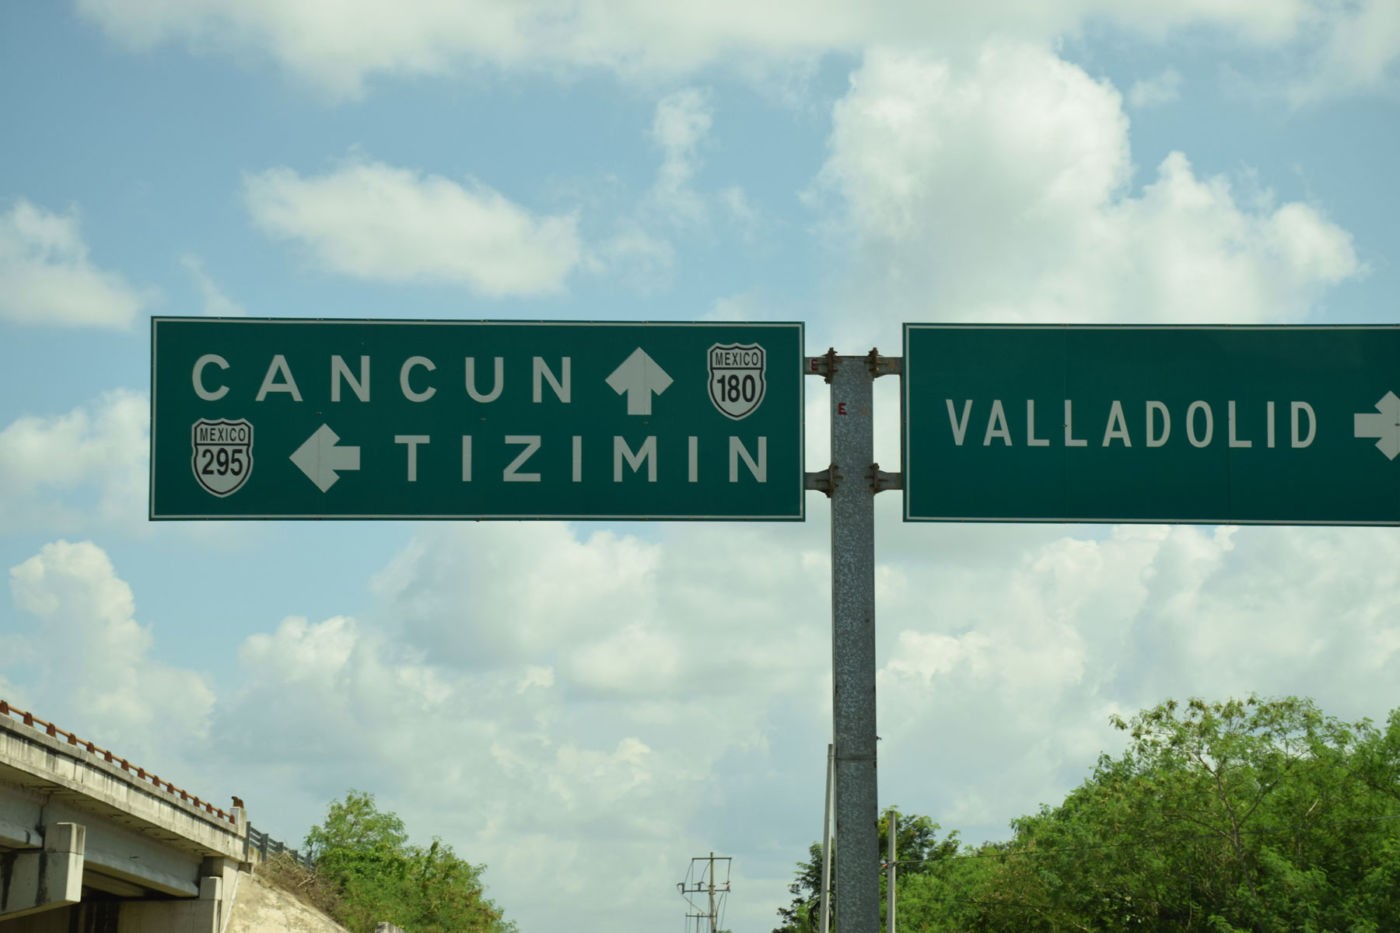 CANCUN MEXICO 180
MEXICO 295 TIZIMIN
VALLADOLID
E
E